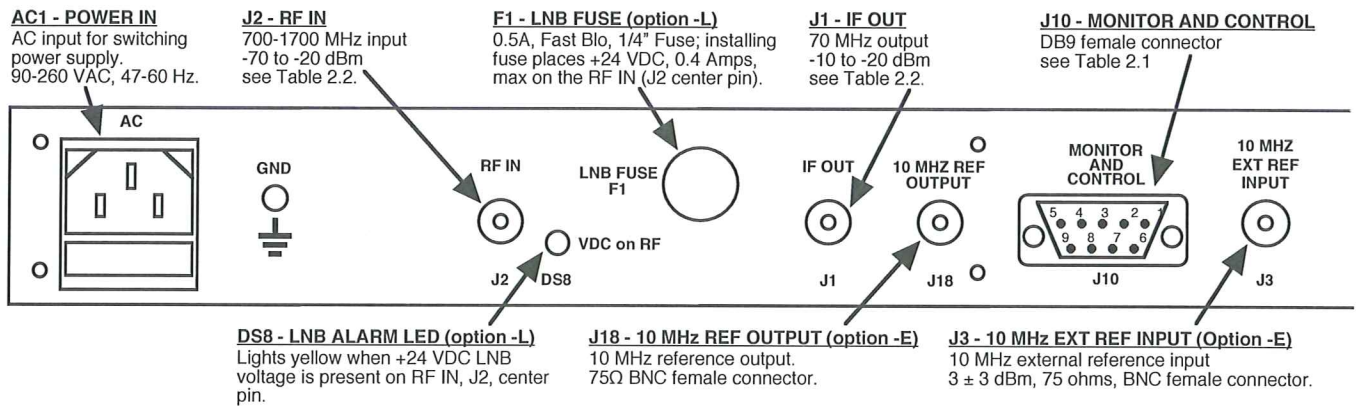 AC1 - POWER IN
AC input for switching
power supply.
90-260 VAC, 47-60 Hz.
J2 - RF IN
700-1700 MHz input
-70 to -20 dBm
see Table 2.2.
F1 - LNB FUSE (option -L)
0.5A, Fast Blo, 1/4" Fuse; installing
fuse places +24 VDC, 0.4 Amps,
max on the RF IN (J2 center pin).
J1 - IF OUT
70 MHz output
-10 to -20 dBm
see Table 2.2.
J10 - MONITOR AND CONTROL
DB9 female connector
see Table 2.1
AC
GND
RF IN
J2
DS8
VDC on RF
LNB FUSE
F1
IF OUT
J1
10 MHZ REF
OUTPUT
J18
MONITOR
AND
CONTROL
5 4 3 2 1
9 8 7 6
J10
10 MHZ
EXT REF
INPUT
J3
DS8 - LNB ALARM LED (option -L)
Lights yellow when +24 VDC LNB
voltage is present on RF IN, J2, center
pin.
J18 - 10 MHz REF OUTPUT (option -E)
10 MHz reference output.
75Ω BNC female connector.
J3 - 10 MHz EXT REF INPUT (Option -E)
10 MHz external reference input
3 ± 3 dBm, 75 ohms, BNC female connector.